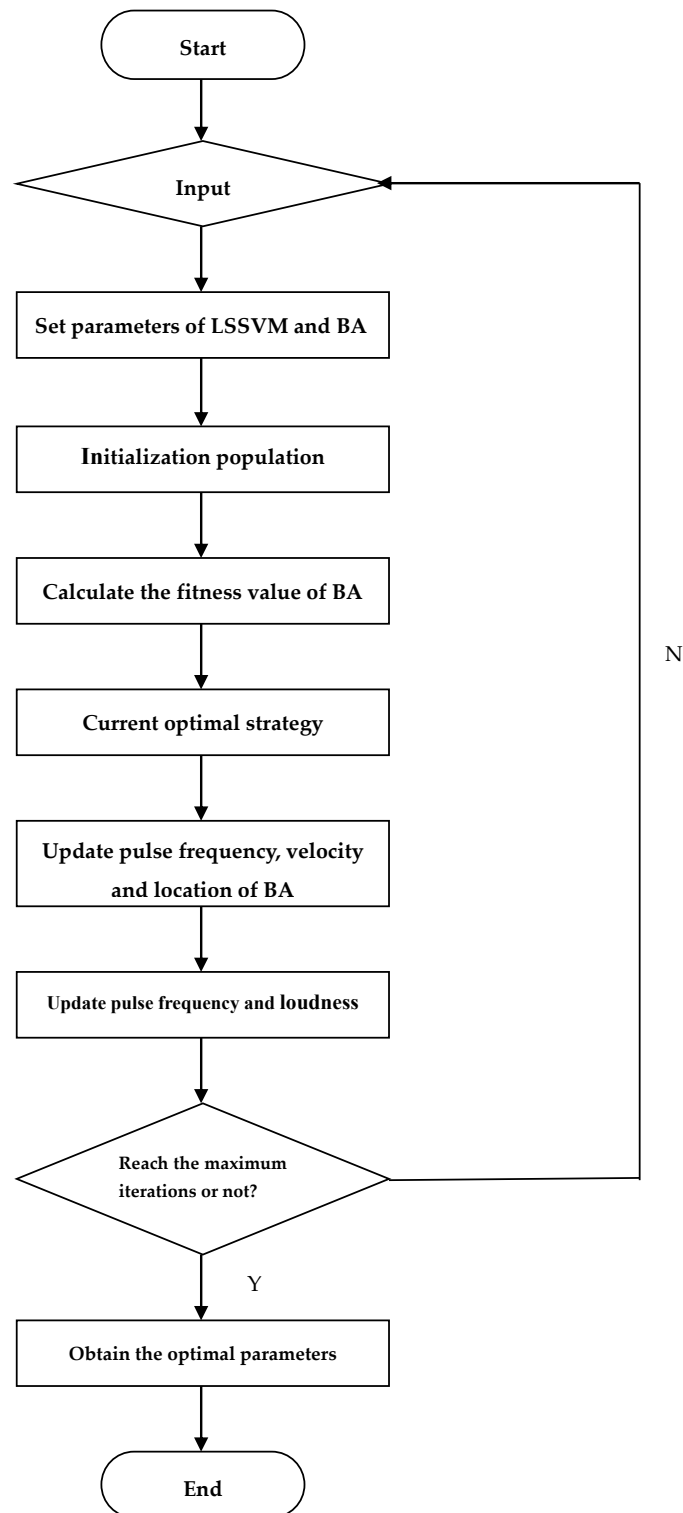 Start
Input
Set parameters of LSSVM and BA
Initialization population
Calculate the fitness value of BA
N
Current optimal strategy
Update pulse frequency, velocity
and location of BA
Update pulse frequency and loudness
Reach the maximum
iterations or not?
Y
Obtain the optimal parameters
End